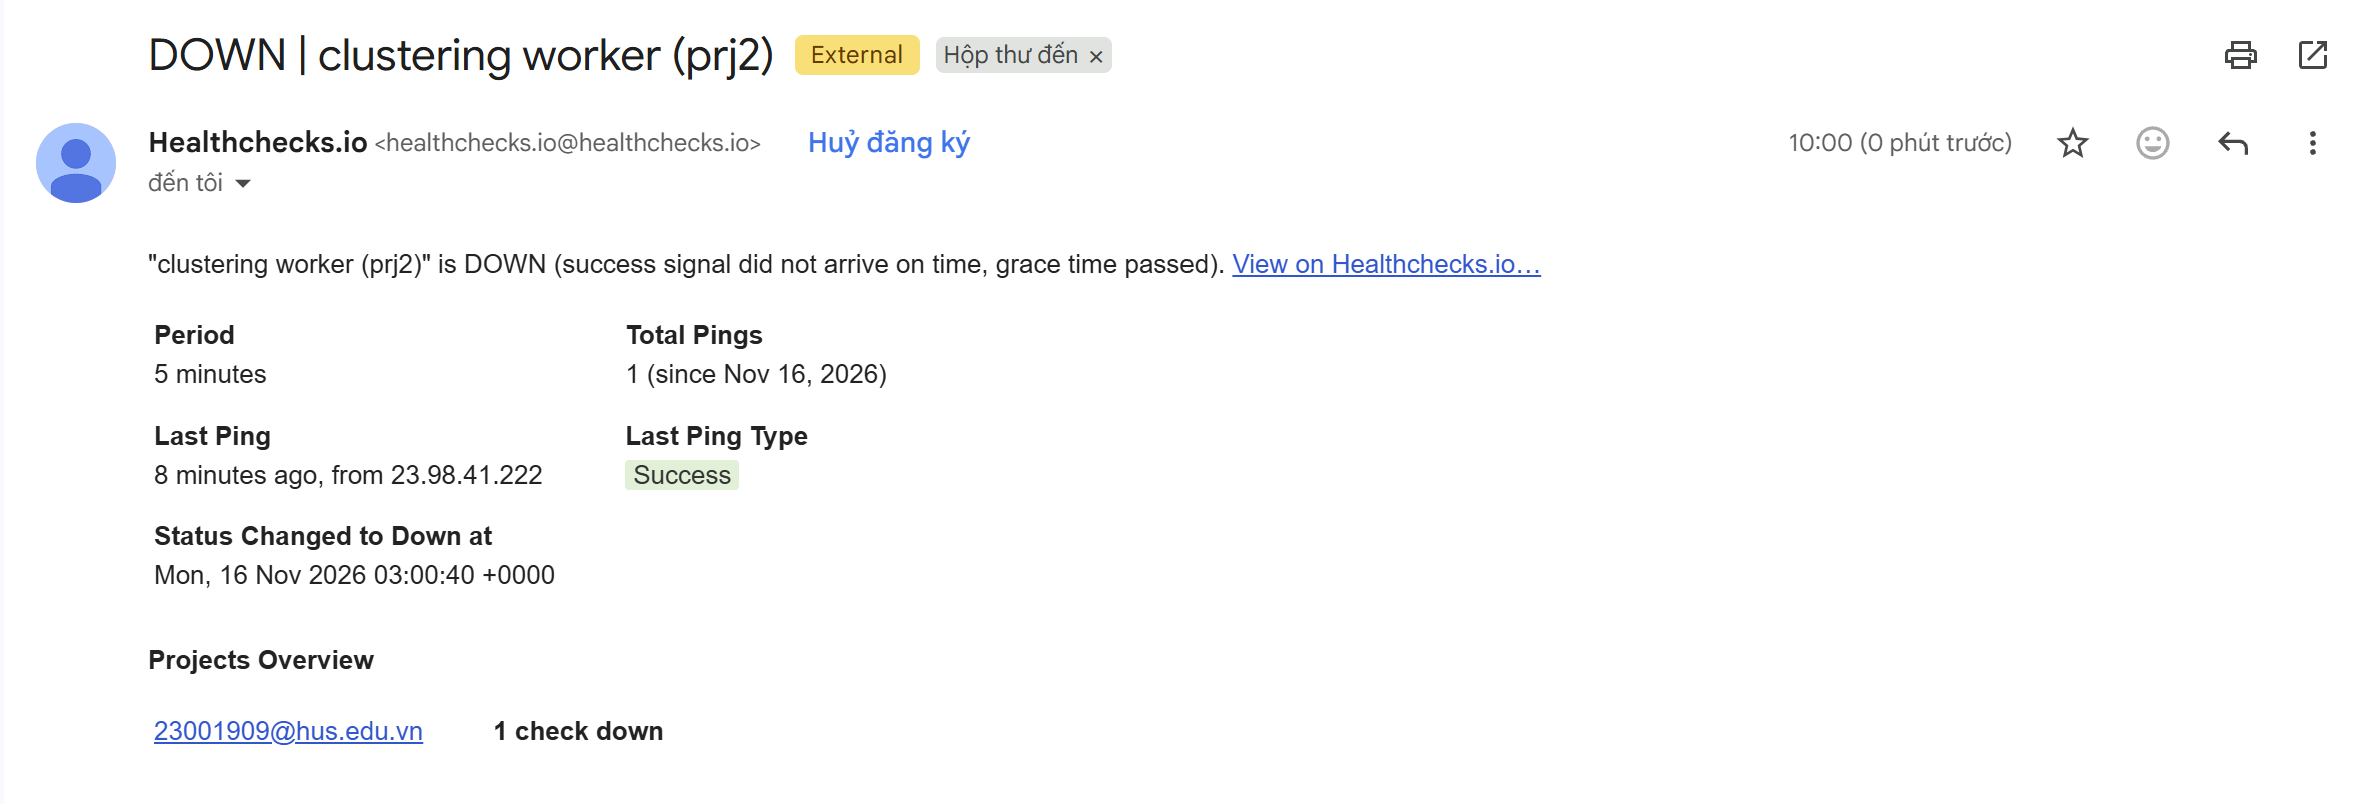 DOWN | clustering worker (prj2) External Hộp thư đến ×
Healthchecks.io <healthchecks.io@healthchecks.io> Huỷ đăng ký 10:00 (0 phút trước)
đến tôi
"clustering worker (prj2)" is DOWN (success signal did not arrive on time, grace time passed). View on Healthchecks.io…
Period Total Pings
5 minutes 1 (since Nov 16, 2026)
Last Ping Last Ping Type
8 minutes ago, from 23.98.41.222 Success
Status Changed to Down at
Mon, 16 Nov 2026 03:00:40 +0000
Projects Overview
23001909@hus.edu.vn 1 check down